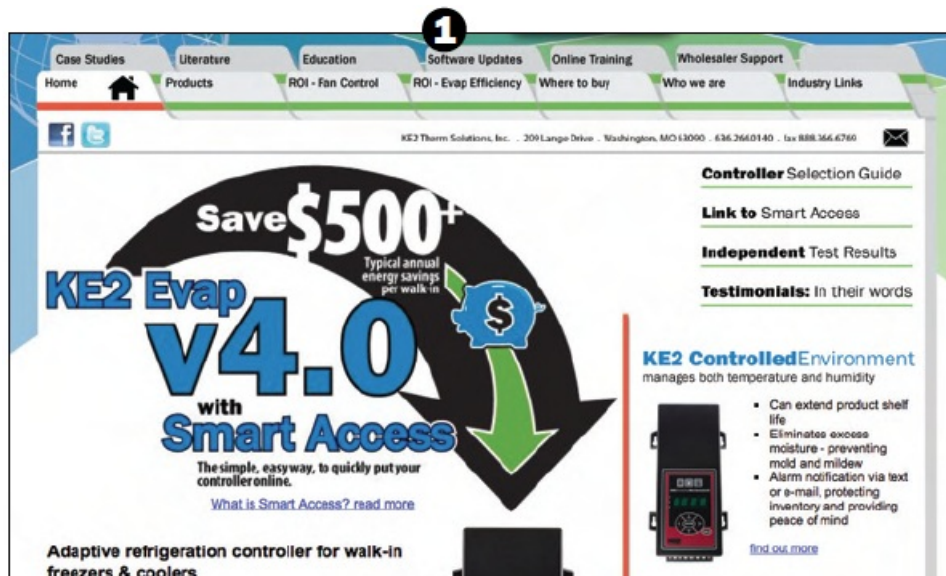 1
Case Studies Literature Education Software Updates Online Training Wholesaler Support
Home Products ROI - Fan Control ROI - Evap Efficiency Where to buy Who we are Industry Links
f t KE2 Therm Solutions, Inc. . 209 Lange Drive . Washington, MO 63090 . 636.266.0140 . fax 888.366.6769
Controller Selection Guide
Link to Smart Access
Independent Test Results
Testimonials: In their words
Save $500+
Typical annual
energy savings
per walk-in
$
KE2 Evap
v4.0
with
Smart Access
The simple, easy way, to quickly put your
controller online.
What is Smart Access? read more
Adaptive refrigeration controller for walk-in
freezers & coolers
KE2 ControlledEnvironment
manages both temperature and humidity
▪ Can extend product shelf
life
▪ Eliminates excess
moisture - preventing
mold and mildew
▪ Alarm notification via text
or e-mail, protecting
inventory and providing
peace of mind
find out more